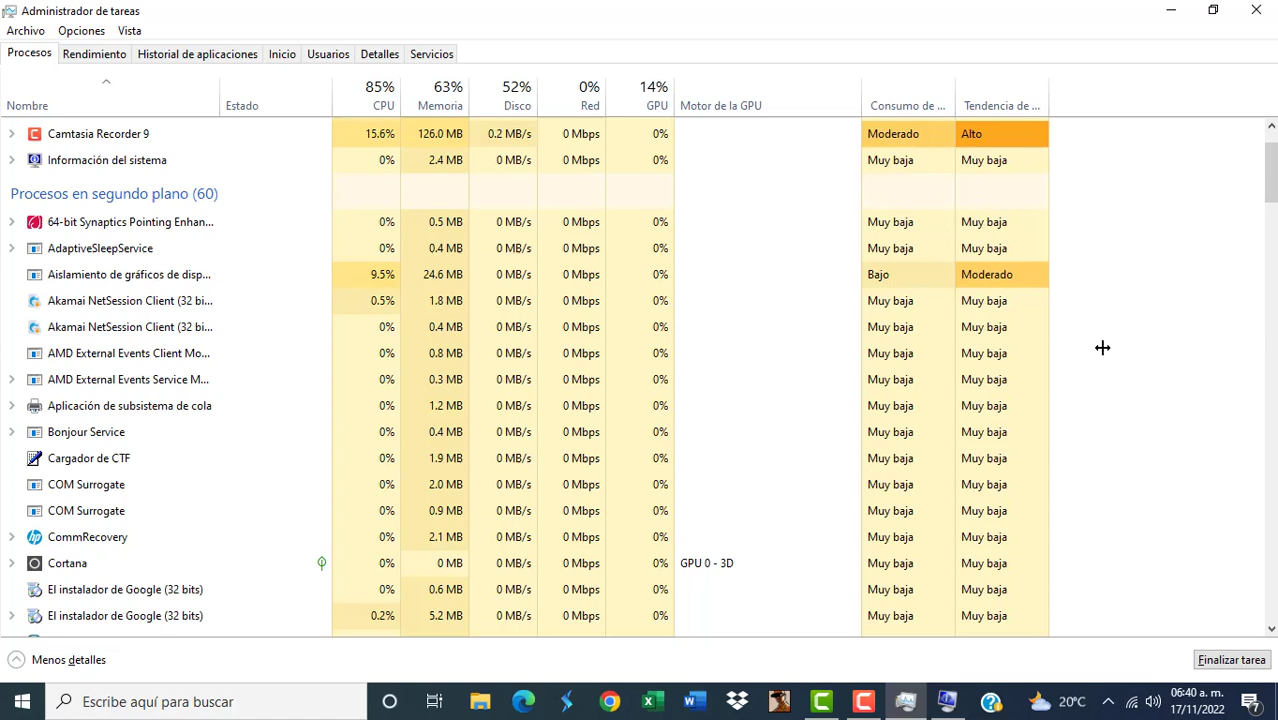 Administrador de tareas
Archivo Opciones Vista
Procesos Rendimiento Historial de aplicaciones Inicio Usuarios Detalles Servicios
85% 63% 52% 0% 14%
Nombre Estado CPU Memoria Disco Red GPU Motor de la GPU Consumo de ... Tendencia de ...
Camtasia Recorder 9 15.6% 126.0 MB 0.2 MB/s 0 Mbps 0% Moderado Alto
Información del sistema 0% 2.4 MB 0 MB/s 0 Mbps 0% Muy baja Muy baja
Procesos en segundo plano (60)
64-bit Synaptics Pointing Enhan... 0% 0.5 MB 0 MB/s 0 Mbps 0% Muy baja Muy baja
AdaptiveSleepService 0% 0.4 MB 0 MB/s 0 Mbps 0% Muy baja Muy baja
Aislamiento de gráficos de disp... 9.5% 24.6 MB 0 MB/s 0 Mbps 0% Bajo Moderado
Akamai NetSession Client (32 bi... 0.5% 1.8 MB 0 MB/s 0 Mbps 0% Muy baja Muy baja
Akamai NetSession Client (32 bi... 0% 0.4 MB 0 MB/s 0 Mbps 0% Muy baja Muy baja
AMD External Events Client Mo... 0% 0.8 MB 0 MB/s 0 Mbps 0% Muy baja Muy baja
AMD External Events Service M... 0% 0.3 MB 0 MB/s 0 Mbps 0% Muy baja Muy baja
Aplicación de subsistema de cola 0% 1.2 MB 0 MB/s 0 Mbps 0% Muy baja Muy baja
Bonjour Service 0% 0.4 MB 0 MB/s 0 Mbps 0% Muy baja Muy baja
Cargador de CTF 0% 1.9 MB 0 MB/s 0 Mbps 0% Muy baja Muy baja
COM Surrogate 0% 2.0 MB 0 MB/s 0 Mbps 0% Muy baja Muy baja
COM Surrogate 0% 0.9 MB 0 MB/s 0 Mbps 0% Muy baja Muy baja
CommRecovery 0% 2.1 MB 0 MB/s 0 Mbps 0% Muy baja Muy baja
Cortana 0% 0 MB 0 MB/s 0 Mbps 0% GPU 0 - 3D Muy baja Muy baja
El instalador de Google (32 bits) 0% 0.6 MB 0 MB/s 0 Mbps 0% Muy baja Muy baja
El instalador de Google (32 bits) 0.2% 5.2 MB 0 MB/s 0 Mbps 0% Muy baja Muy baja
Menos detalles Finalizar tarea
Escribe aquí para buscar 20°C 06:40 a. m.
17/11/2022 7